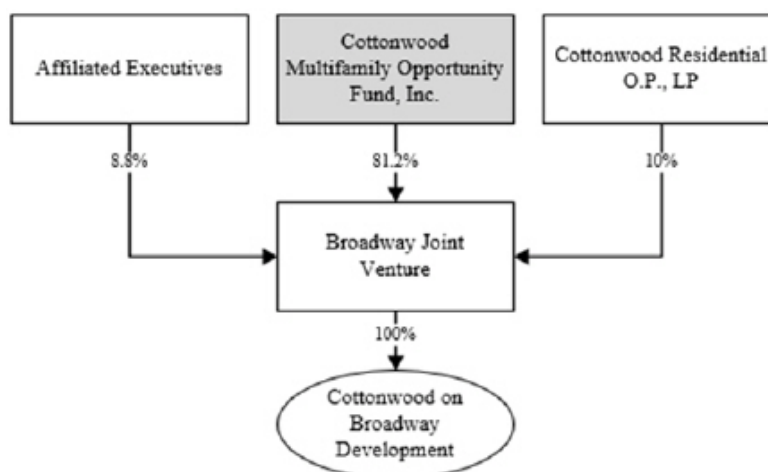 Affiliated Executives
Cottonwood
Multifamily Opportunity
Fund, Inc.
Cottonwood Residential
O.P., LP
8.8%
81.2%
10%
Broadway Joint
Venture
100%
Cottonwood on
Broadway
Development